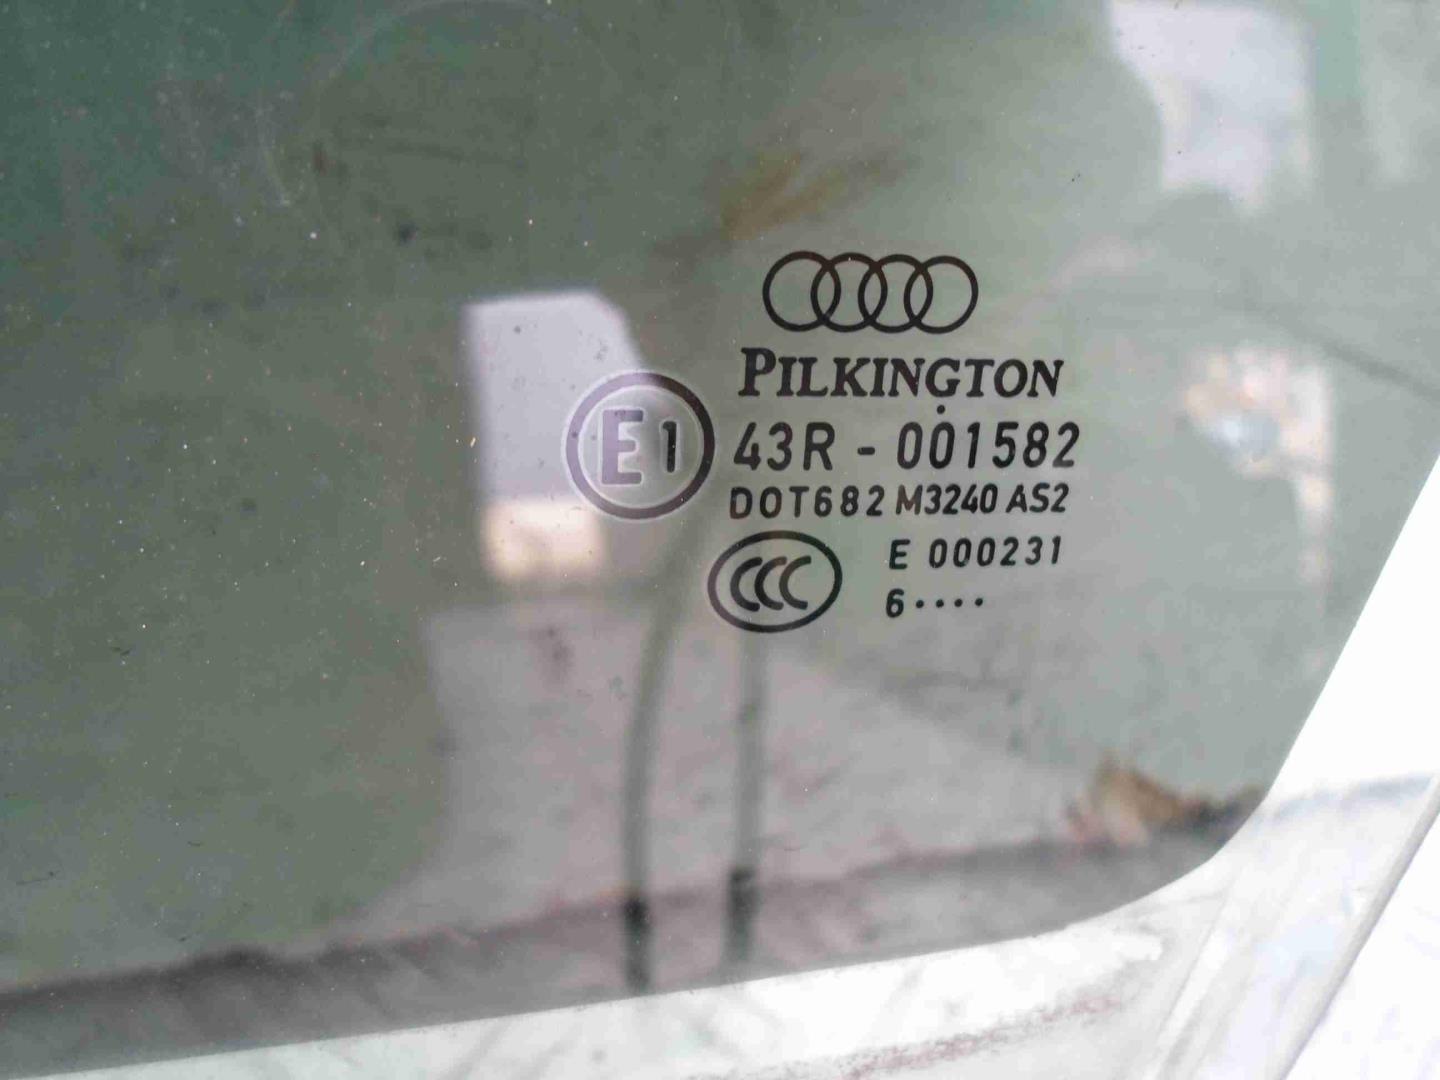 PILKINGTON
E1
43R - 001582
DOT682 M3240 AS2
CCC
E 000231
6····